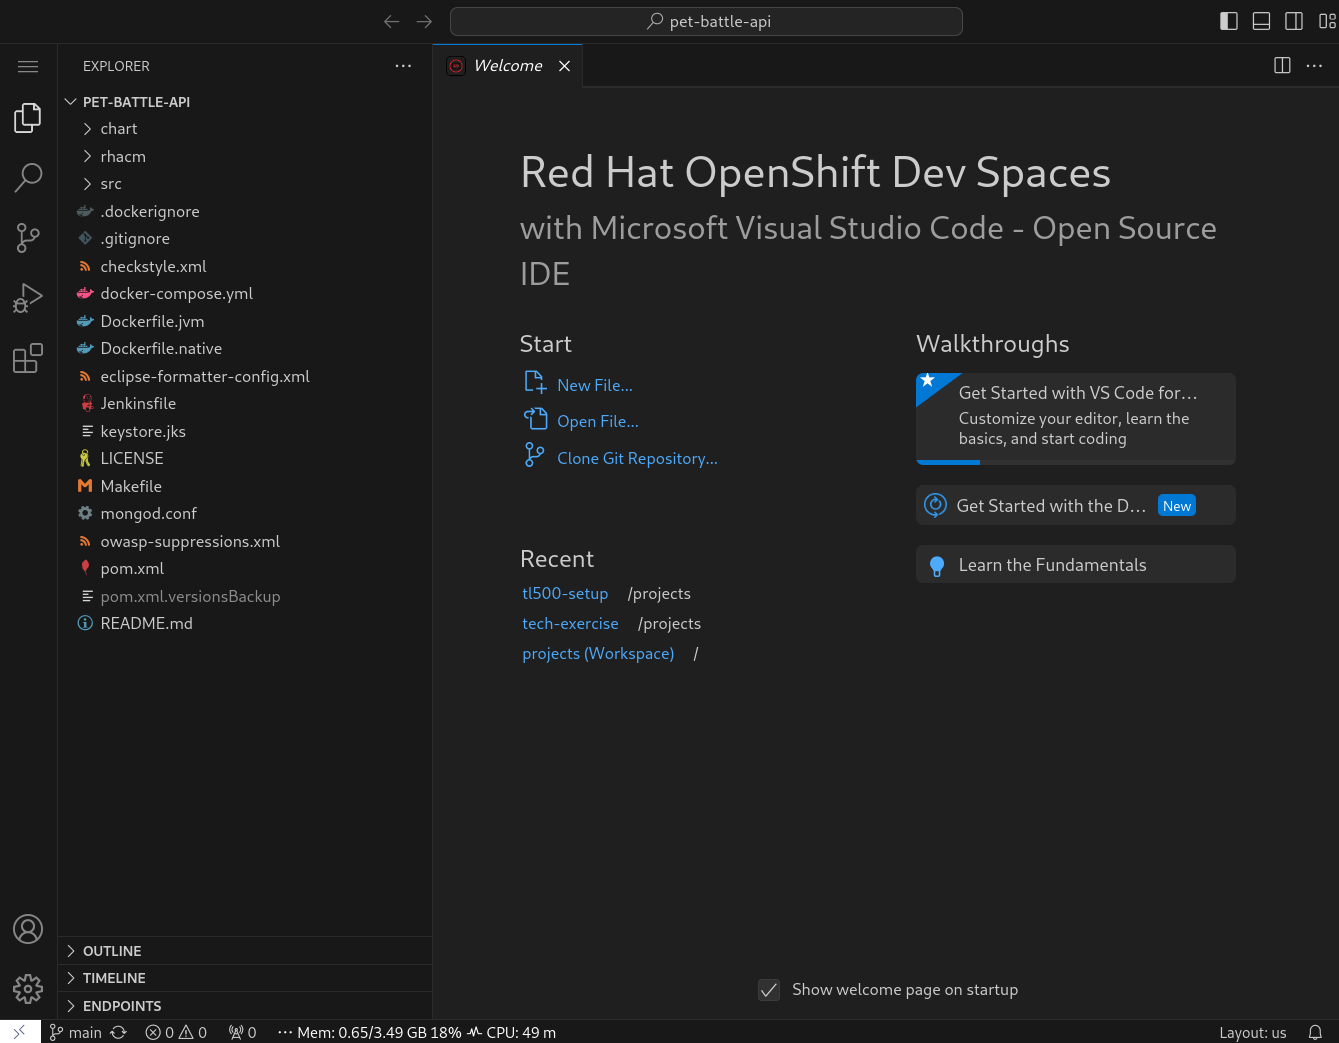 pet-battle-api
EXPLORER
Welcome
PET-BATTLE-API
chart
rhacm
src
.dockerignore
.gitignore
checkstyle.xml
docker-compose.yml
Dockerfile.jvm
Dockerfile.native
eclipse-formatter-config.xml
Jenkinsfile
keystore.jks
LICENSE
Makefile
mongod.conf
owasp-suppressions.xml
pom.xml
pom.xml.versionsBackup
README.md
OUTLINE
TIMELINE
ENDPOINTS
Red Hat OpenShift Dev Spaces
with Microsoft Visual Studio Code - Open Source
IDE
Start
New File...
Open File...
Clone Git Repository...
Recent
tl500-setup /projects
tech-exercise /projects
projects (Workspace) /
Walkthroughs
Get Started with VS Code for...
Customize your editor, learn the
basics, and start coding
Get Started with the D... New
Learn the Fundamentals
Show welcome page on startup
main 0 0 0 Mem: 0.65/3.49 GB 18% CPU: 49 m Layout: us